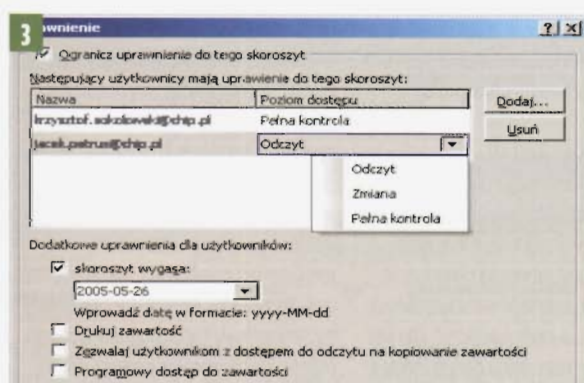 3
awnienie
Ogranicz uprawnienie do tego skoroszyt
Następujący użytkownicy mają uprawienie do tego skoroszyt:
Nazwa Poziom dostępu
krzysztof.sokolowski@chip.pl Pełna kontrola
jacek.petrus@chip.pl Odczyt
Dodaj...
Usuń
Odczyt
Zmiana
Pełna kontrola
Dodatkowe uprawnienia dla użytkowników:
skoroszyt wygasa:
2005-05-26
Wprowadź datę w formacie: yyyy-MM-dd
Drukuj zawartość
Zezwalaj użytkownikom z dostępem do odczytu na kopiowanie zawartości
Programowy dostęp do zawartości